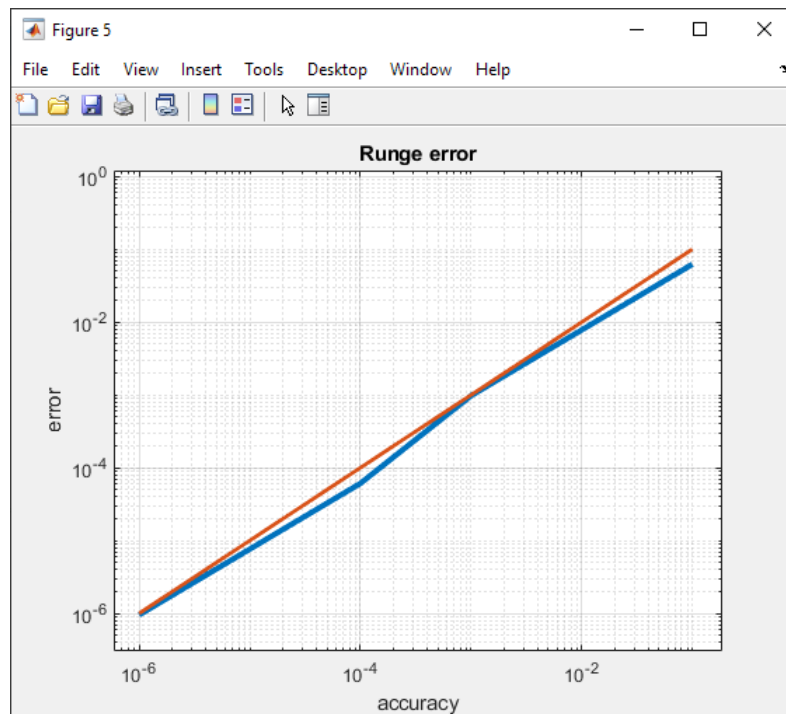 Figure 5
File Edit View Insert Tools Desktop Window Help
Runge error
10^0
10^-2
10^-4
10^-6
error
10^-6 10^-4 10^-2
accuracy